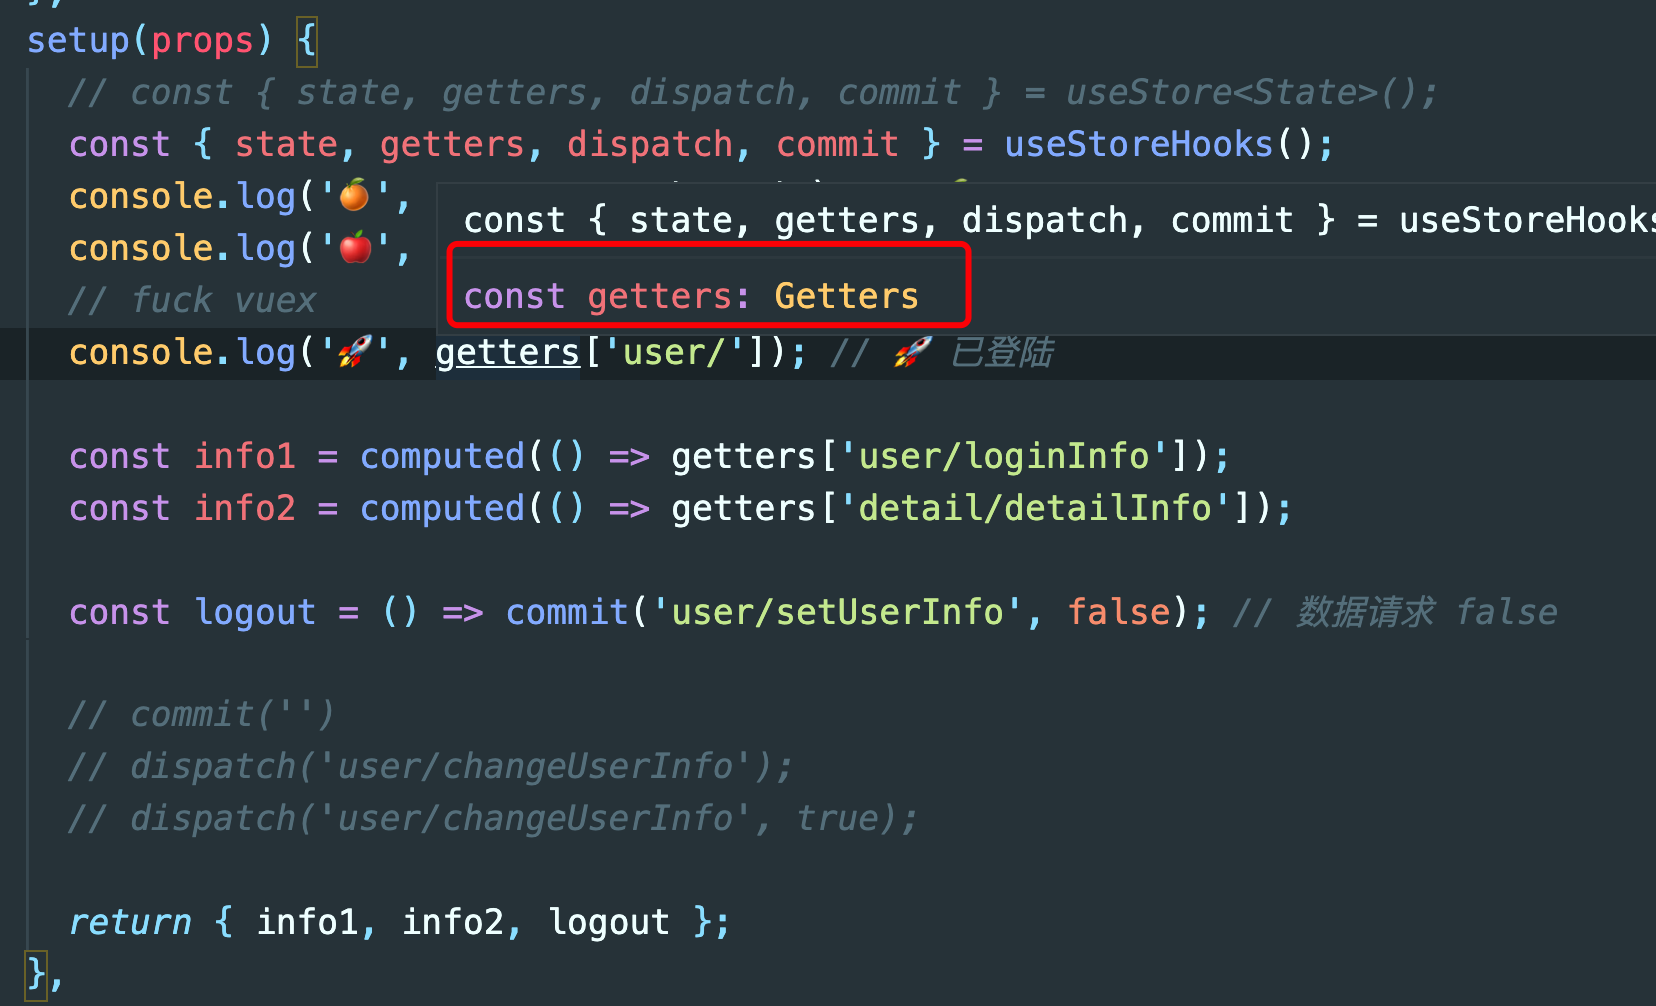 setup(props) {
// const { state, getters, dispatch, commit } = useStore<State>();
const { state, getters, dispatch, commit } = useStoreHooks();
console.log('🍊',
const { state, getters, dispatch, commit } = useStoreHooks
console.log('🍎',
const getters: Getters
// fuck vuex
console.log('🚀', getters['user/']); // 🚀 已登陆
const info1 = computed(() => getters['user/loginInfo']);
const info2 = computed(() => getters['detail/detailInfo']);
const logout = () => commit('user/setUserInfo', false); // 数据请求 false
// commit('')
// dispatch('user/changeUserInfo');
// dispatch('user/changeUserInfo', true);
return { info1, info2, logout };
},